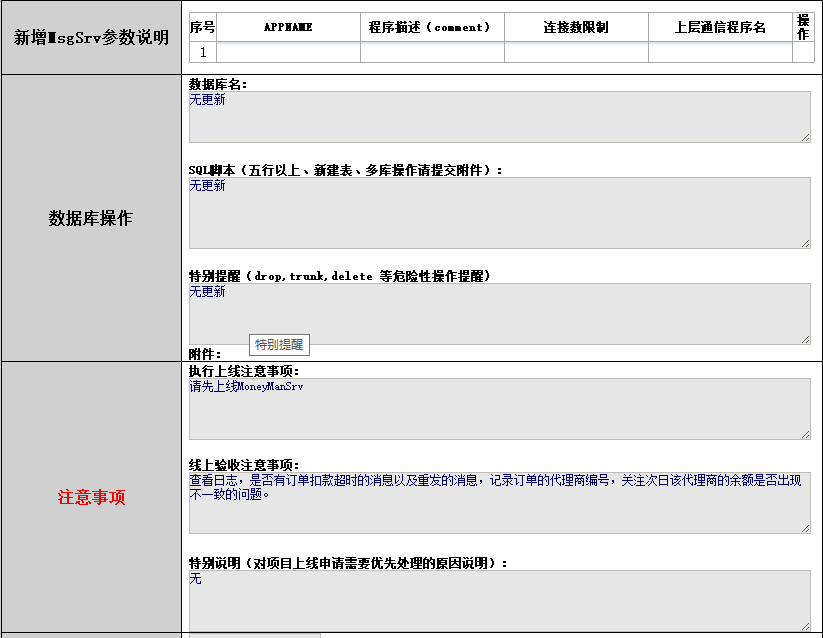 新增MsgSrv参数说明
序号 APPNAME 程序描述（comment） 连接数限制 上层通信程序名 操作
1
数据库操作
数据库名：
无更新
SQL脚本（五行以上、新建表、多库操作请提交附件）：
无更新
特别提醒（drop,trunk,delete 等危险性操作提醒）
无更新
特别提醒
附件：
注意事项
执行上线注意事项：
请先上线MoneyManSrv
线上验收注意事项：
查看日志，是否有订单扣款超时的消息以及重发的消息，记录订单的代理商编号，关注次日该代理商的余额是否出现
不一致的问题。
特别说明（对项目上线申请需要优先处理的原因说明）：
无